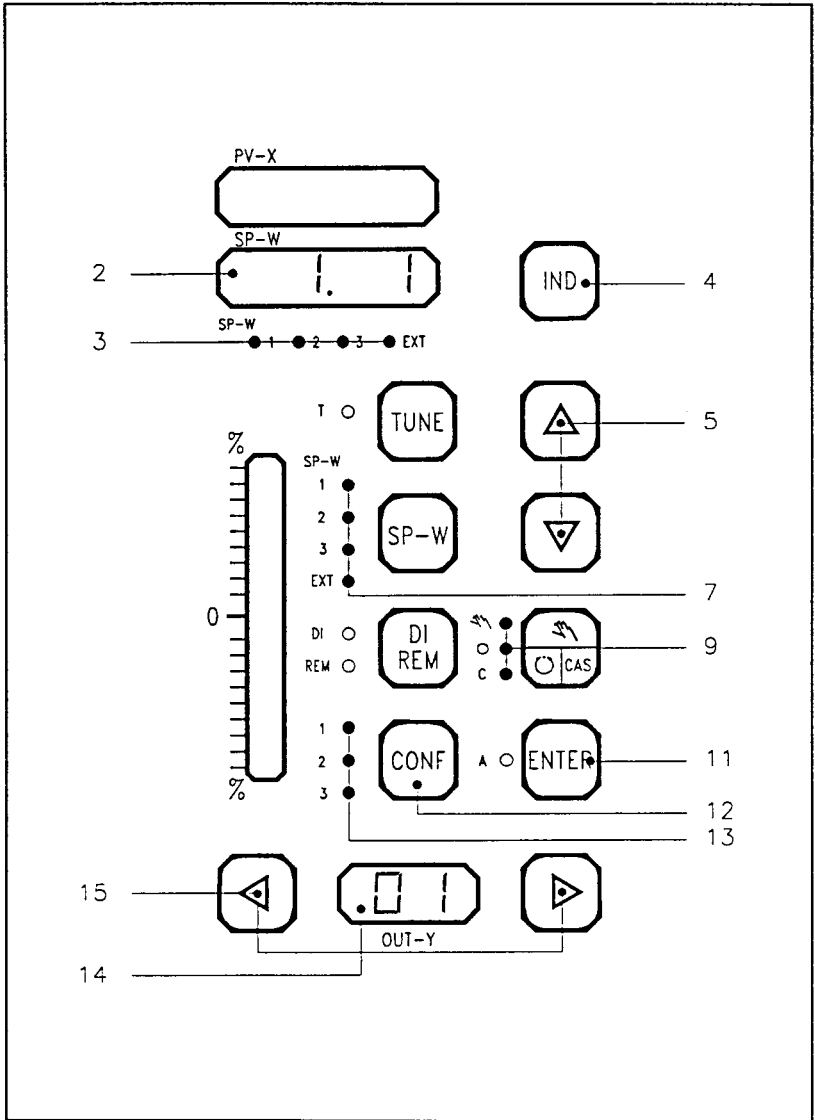 PV-X
SP-W
2 1. 1 IND 4
SP-W
3 1 2 3 EXT
T TUNE 5
%
SP-W
1
2 SP-W
3
EXT 7
0
DI DI
REM REM
C CAS 9
1
2 CONF A ENTER 11
3
% 12
13
15 .01
OUT-Y
14